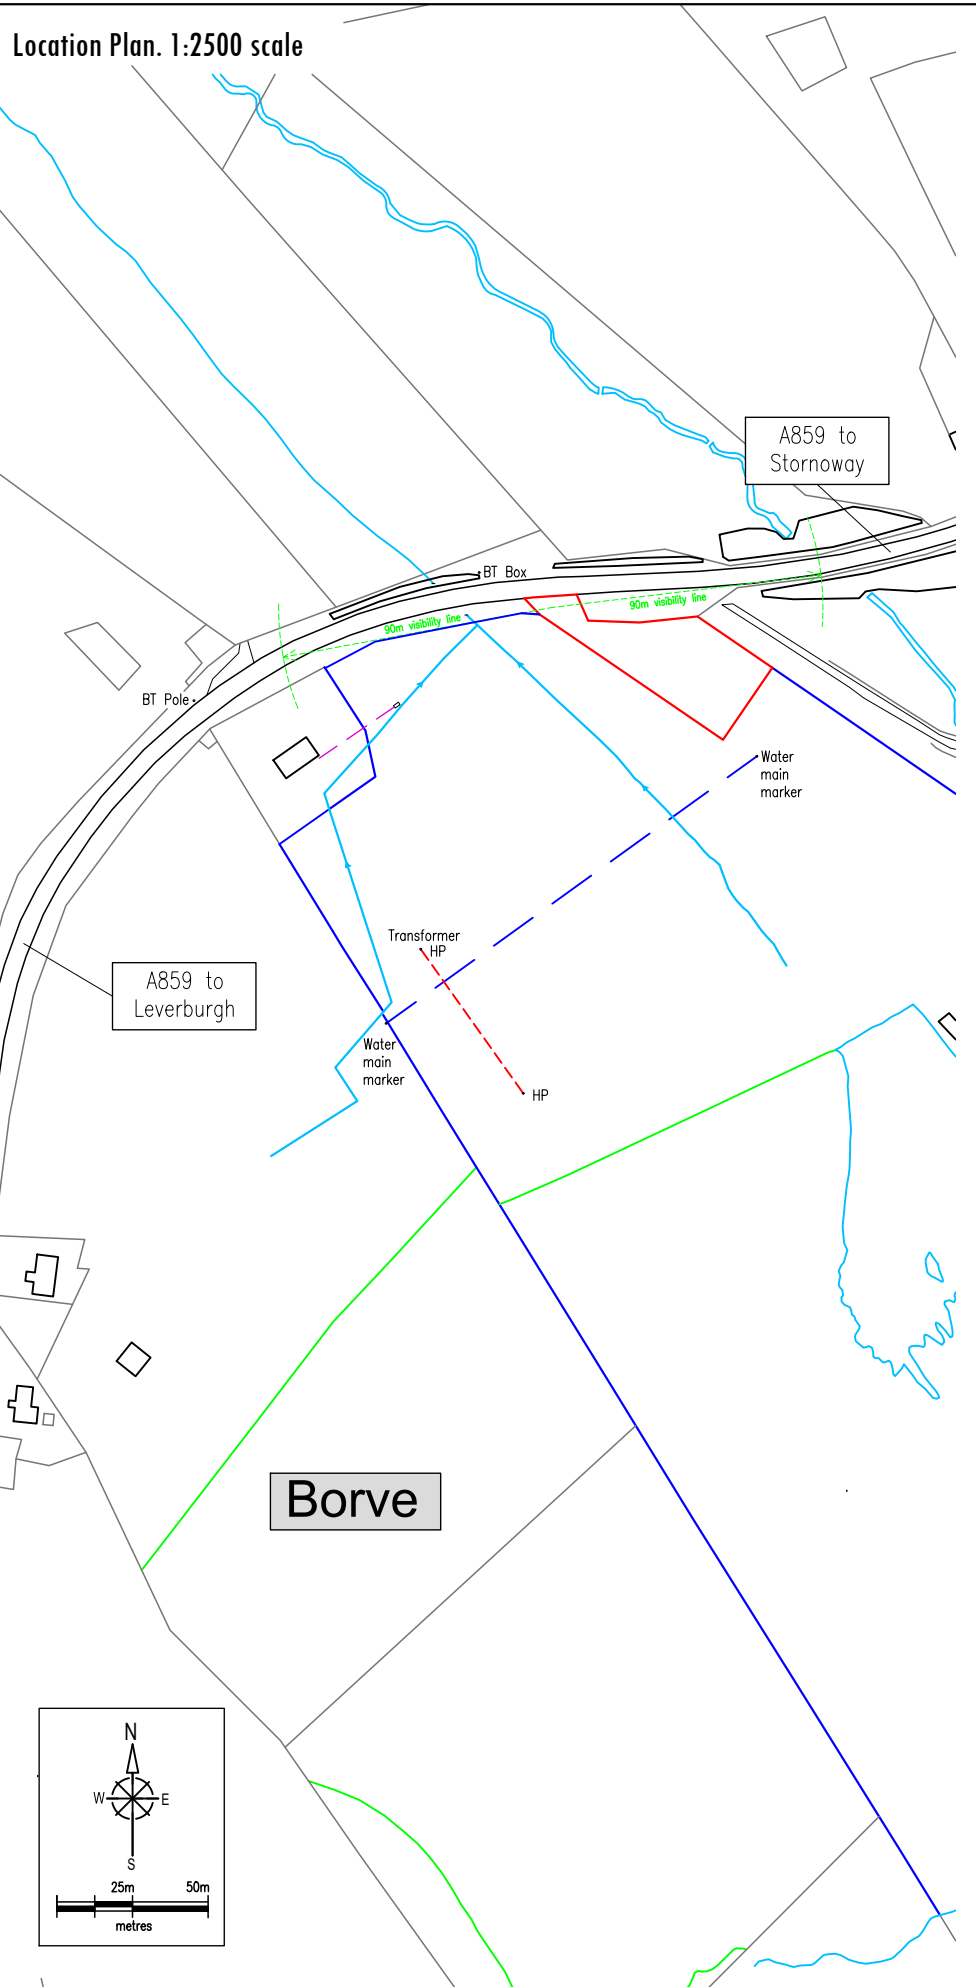 Location Plan. 1:2500 scale
A859 to
Stornoway
BT Box
90m visibility line
90m visibility line
BT Pole
Water
main
marker
Transformer
HP
A859 to
Leverburgh
Water
main
marker
HP
Borve
N
W
E
S
25m
50m
metres